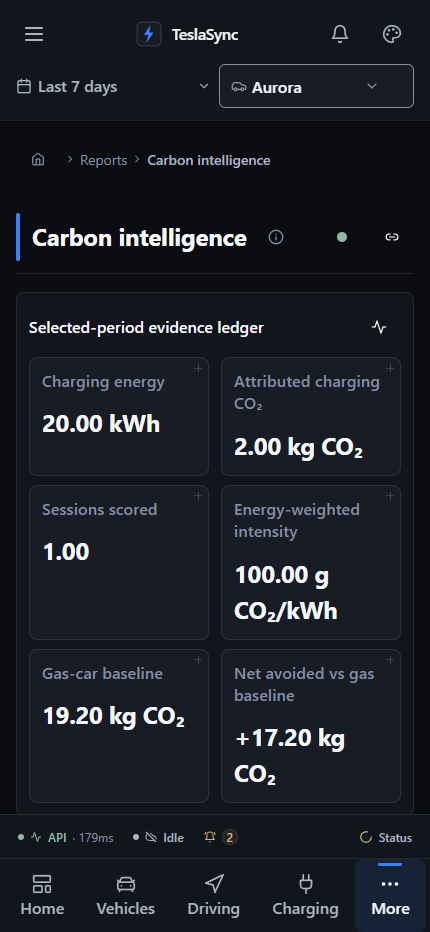 TeslaSync
Last 7 days
Aurora
Reports
Carbon intelligence
Carbon intelligence
Selected-period evidence ledger
Charging energy
20.00 kWh
Attributed charging
CO₂
2.00 kg CO₂
Sessions scored
1.00
Energy-weighted
intensity
100.00 g
CO₂/kWh
Gas-car baseline
19.20 kg CO₂
Net avoided vs gas
baseline
+17.20 kg
CO₂
API · 179ms
Idle
2
Status
Home
Vehicles
Driving
Charging
More